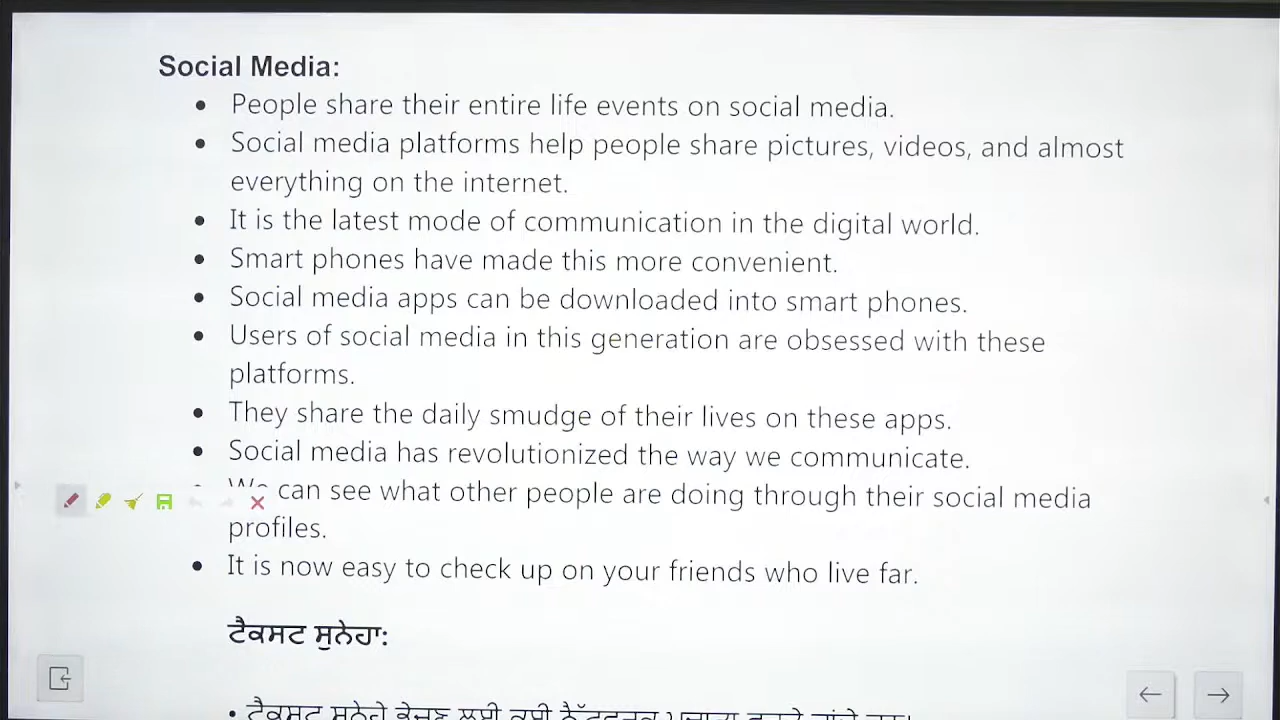 Social Media:
• People share their entire life events on social media.
• Social media platforms help people share pictures, videos, and almost
everything on the internet.
• It is the latest mode of communication in the digital world.
• Smart phones have made this more convenient.
• Social media apps can be downloaded into smart phones.
• Users of social media in this generation are obsessed with these
platforms.
• They share the daily smudge of their lives on these apps.
• Social media has revolutionized the way we communicate.
can see what other people are doing through their social media
profiles.
• It is now easy to check up on your friends who live far.
ਟੈਕਸਟ ਸੁਨੇਹਾ:
• ਟੈਕਸਟ ਸੁਨੇਹੇ